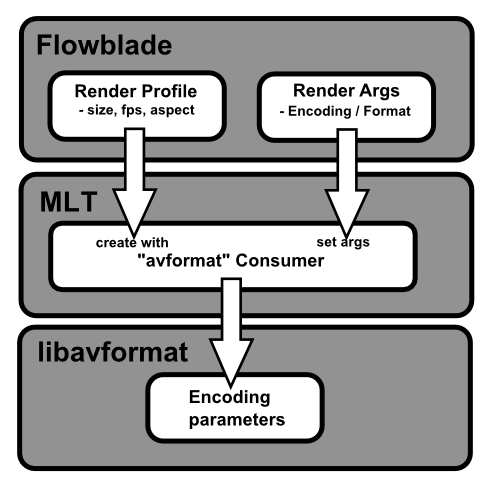 Flowblade
Render Profile
- size, fps, aspect
Render Args
- Encoding / Format
MLT
create with
set args
"avformat" Consumer
libavformat
Encoding
parameters